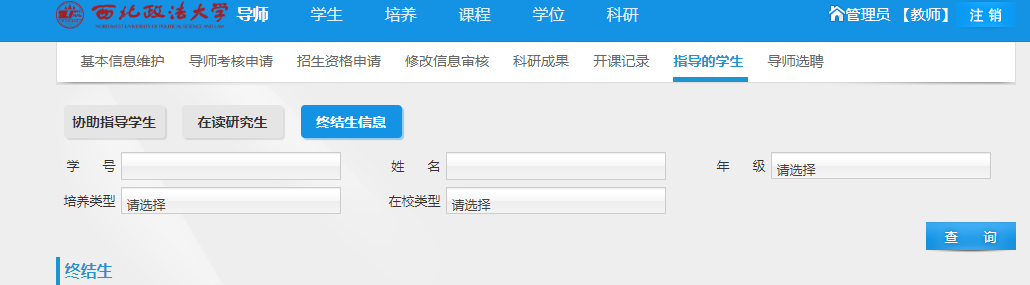 西北政法大学 导师 学生 培养 课程 学位 科研 管理员 【教师】 注 销
基本信息维护 导师考核申请 招生资格申请 修改信息审核 科研成果 开课记录 指导的学生 导师选聘
协助指导学生 在读研究生 终结生信息
学 号 姓 名 年 级 请选择
培养类型 请选择 在校类型 请选择
查 询
终结生